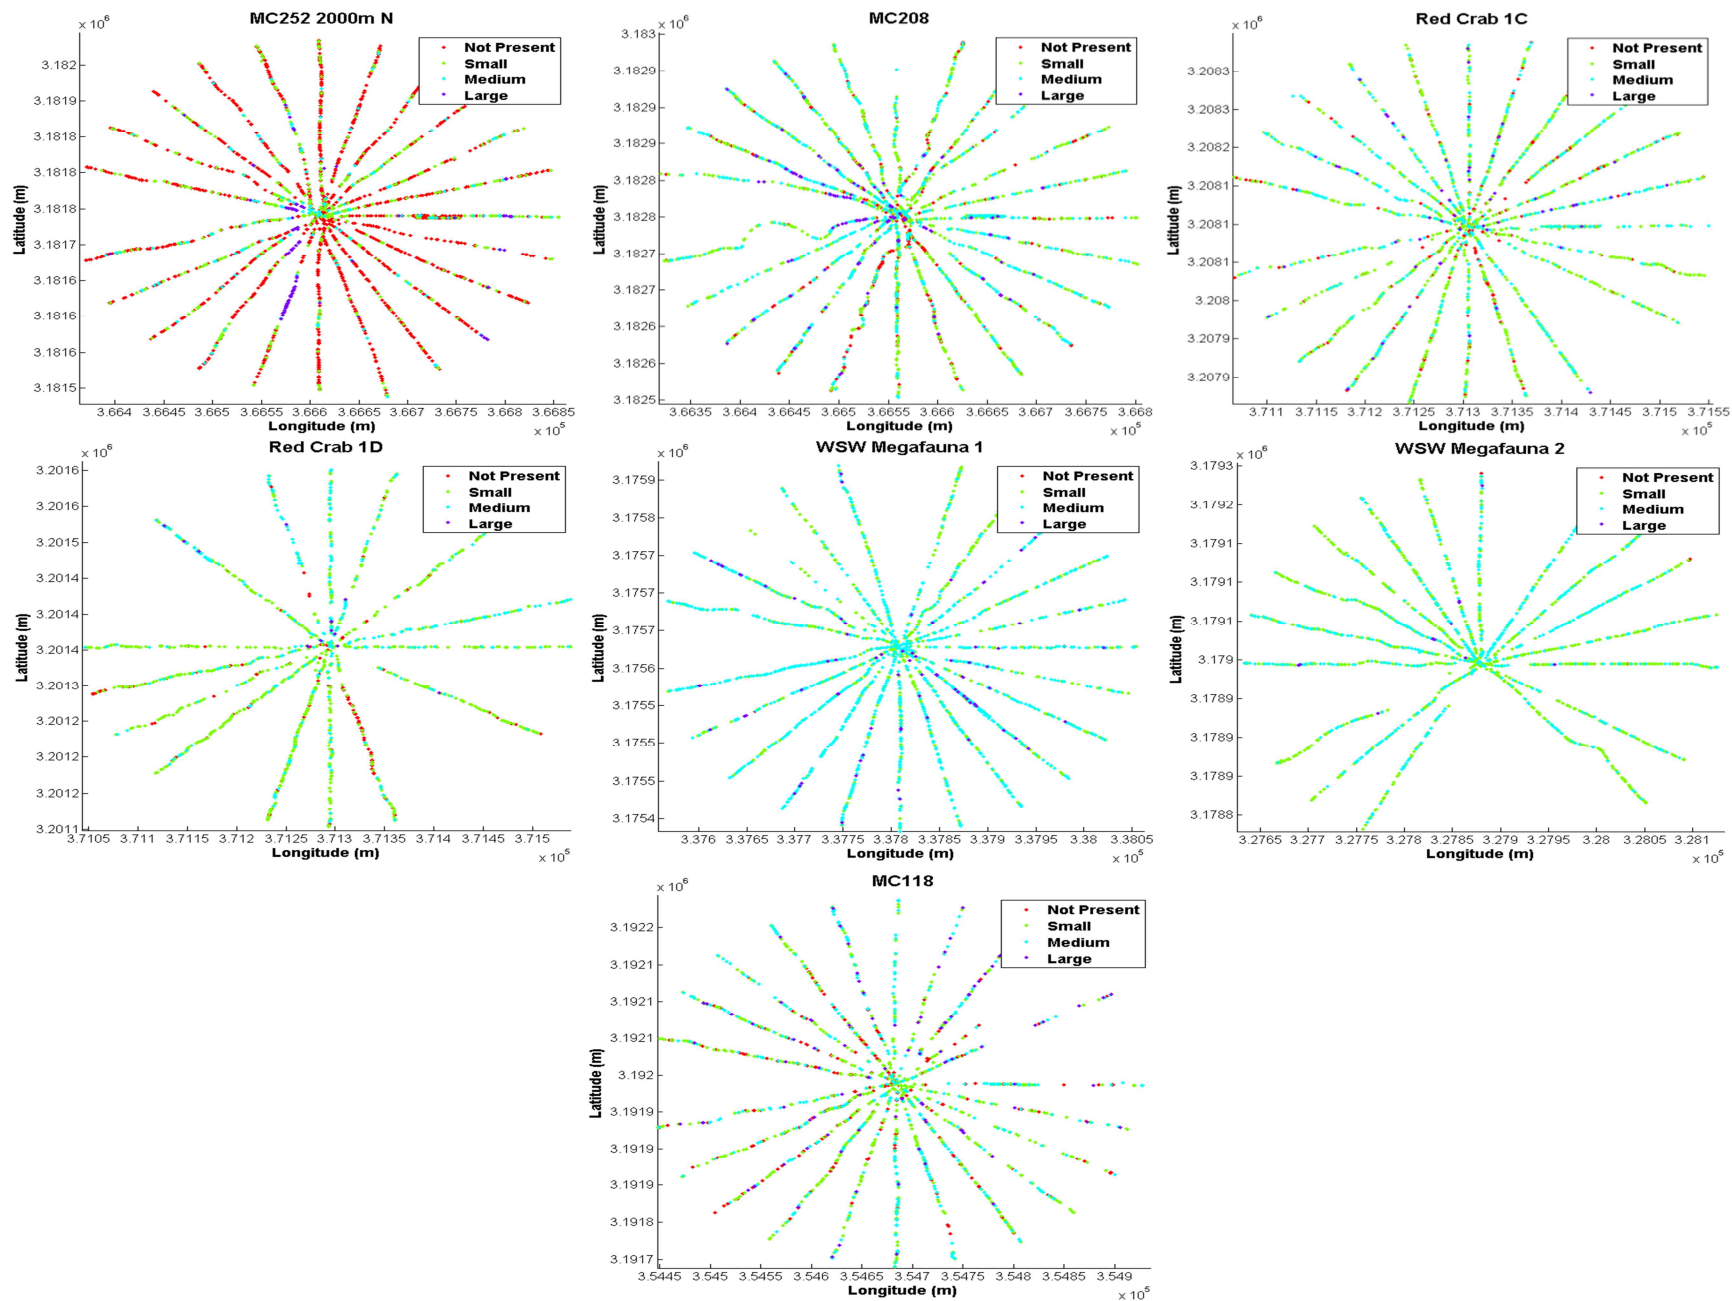 MC252 2000m N
x 10^6
Not Present
Small
Medium
Large
3.182
3.1819
3.1818
3.1818
3.1818
3.1817
3.1816
3.1816
3.1816
3.1815
Latitude (m)
3.664 3.6645 3.665 3.6655 3.666 3.6665 3.667 3.6675 3.668 3.6685
Longitude (m)
x 10^5
MC208
x 10^6
Not Present
Small
Medium
Large
3.183
3.1829
3.1829
3.1829
3.1828
3.1828
3.1827
3.1827
3.1826
3.1826
3.1825
Latitude (m)
3.6635 3.664 3.6645 3.665 3.6655 3.666 3.6665 3.667 3.6675 3.668
Longitude (m)
x 10^5
Red Crab 1C
x 10^6
Not Present
Small
Medium
Large
3.2083
3.2083
3.2082
3.2081
3.2081
3.2081
3.208
3.2079
3.2079
Latitude (m)
3.711 3.7115 3.712 3.7125 3.713 3.7135 3.714 3.7145 3.715 3.7155
Longitude (m)
x 10^5
Red Crab 1D
x 10^6
Not Present
Small
Medium
Large
3.2016
3.2016
3.2015
3.2014
3.2014
3.2014
3.2013
3.2012
3.2012
3.2012
3.2011
Latitude (m)
3.7105 3.711 3.7115 3.712 3.7125 3.713 3.7135 3.714 3.7145 3.715
Longitude (m)
x 10^5
WSW Megafauna 1
x 10^6
Not Present
Small
Medium
Large
3.1759
3.1758
3.1757
3.1757
3.1757
3.1756
3.1755
3.1755
3.1755
3.1754
Latitude (m)
3.376 3.3765 3.377 3.3775 3.378 3.3785 3.379 3.3795 3.38 3.3805
Longitude (m)
x 10^5
WSW Megafauna 2
x 10^6
Not Present
Small
Medium
Large
3.1793
3.1792
3.1791
3.1791
3.1791
3.179
3.1789
3.1789
3.1789
3.1788
Latitude (m)
3.2765 3.277 3.2775 3.278 3.2785 3.279 3.2795 3.28 3.2805 3.281
Longitude (m)
x 10^5
MC118
x 10^6
Not Present
Small
Medium
Large
3.1922
3.1921
3.1921
3.1921
3.192
3.1919
3.1919
3.1919
3.1918
3.1917
Latitude (m)
3.5445 3.545 3.5455 3.546 3.5465 3.547 3.5475 3.548 3.5485 3.549
Longitude (m)
x 10^5